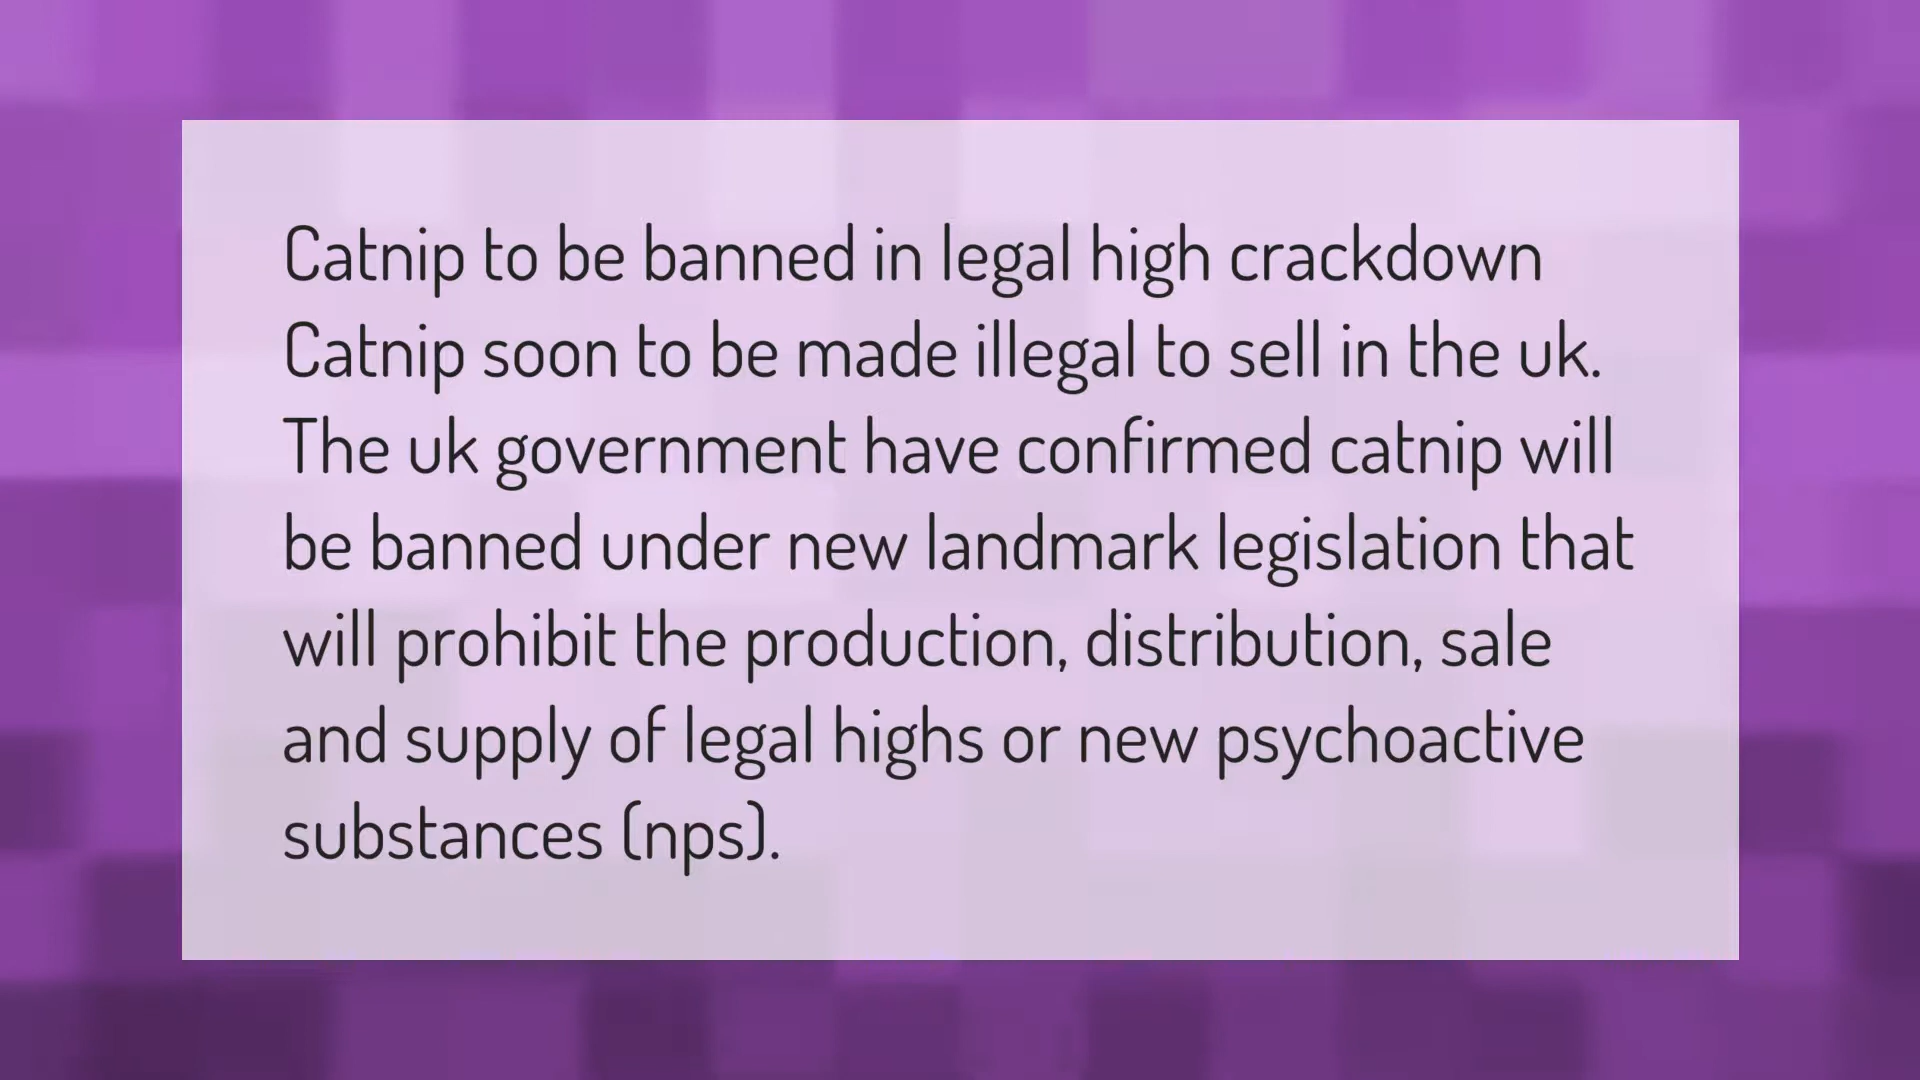 Catnip to be banned in legal high crackdown
Catnip soon to be made illegal to sell in the uk.
The uk government have confirmed catnip will
be banned under new landmark legislation that
will prohibit the production, distribution, sale
and supply of legal highs or new psychoactive
substances (nps).